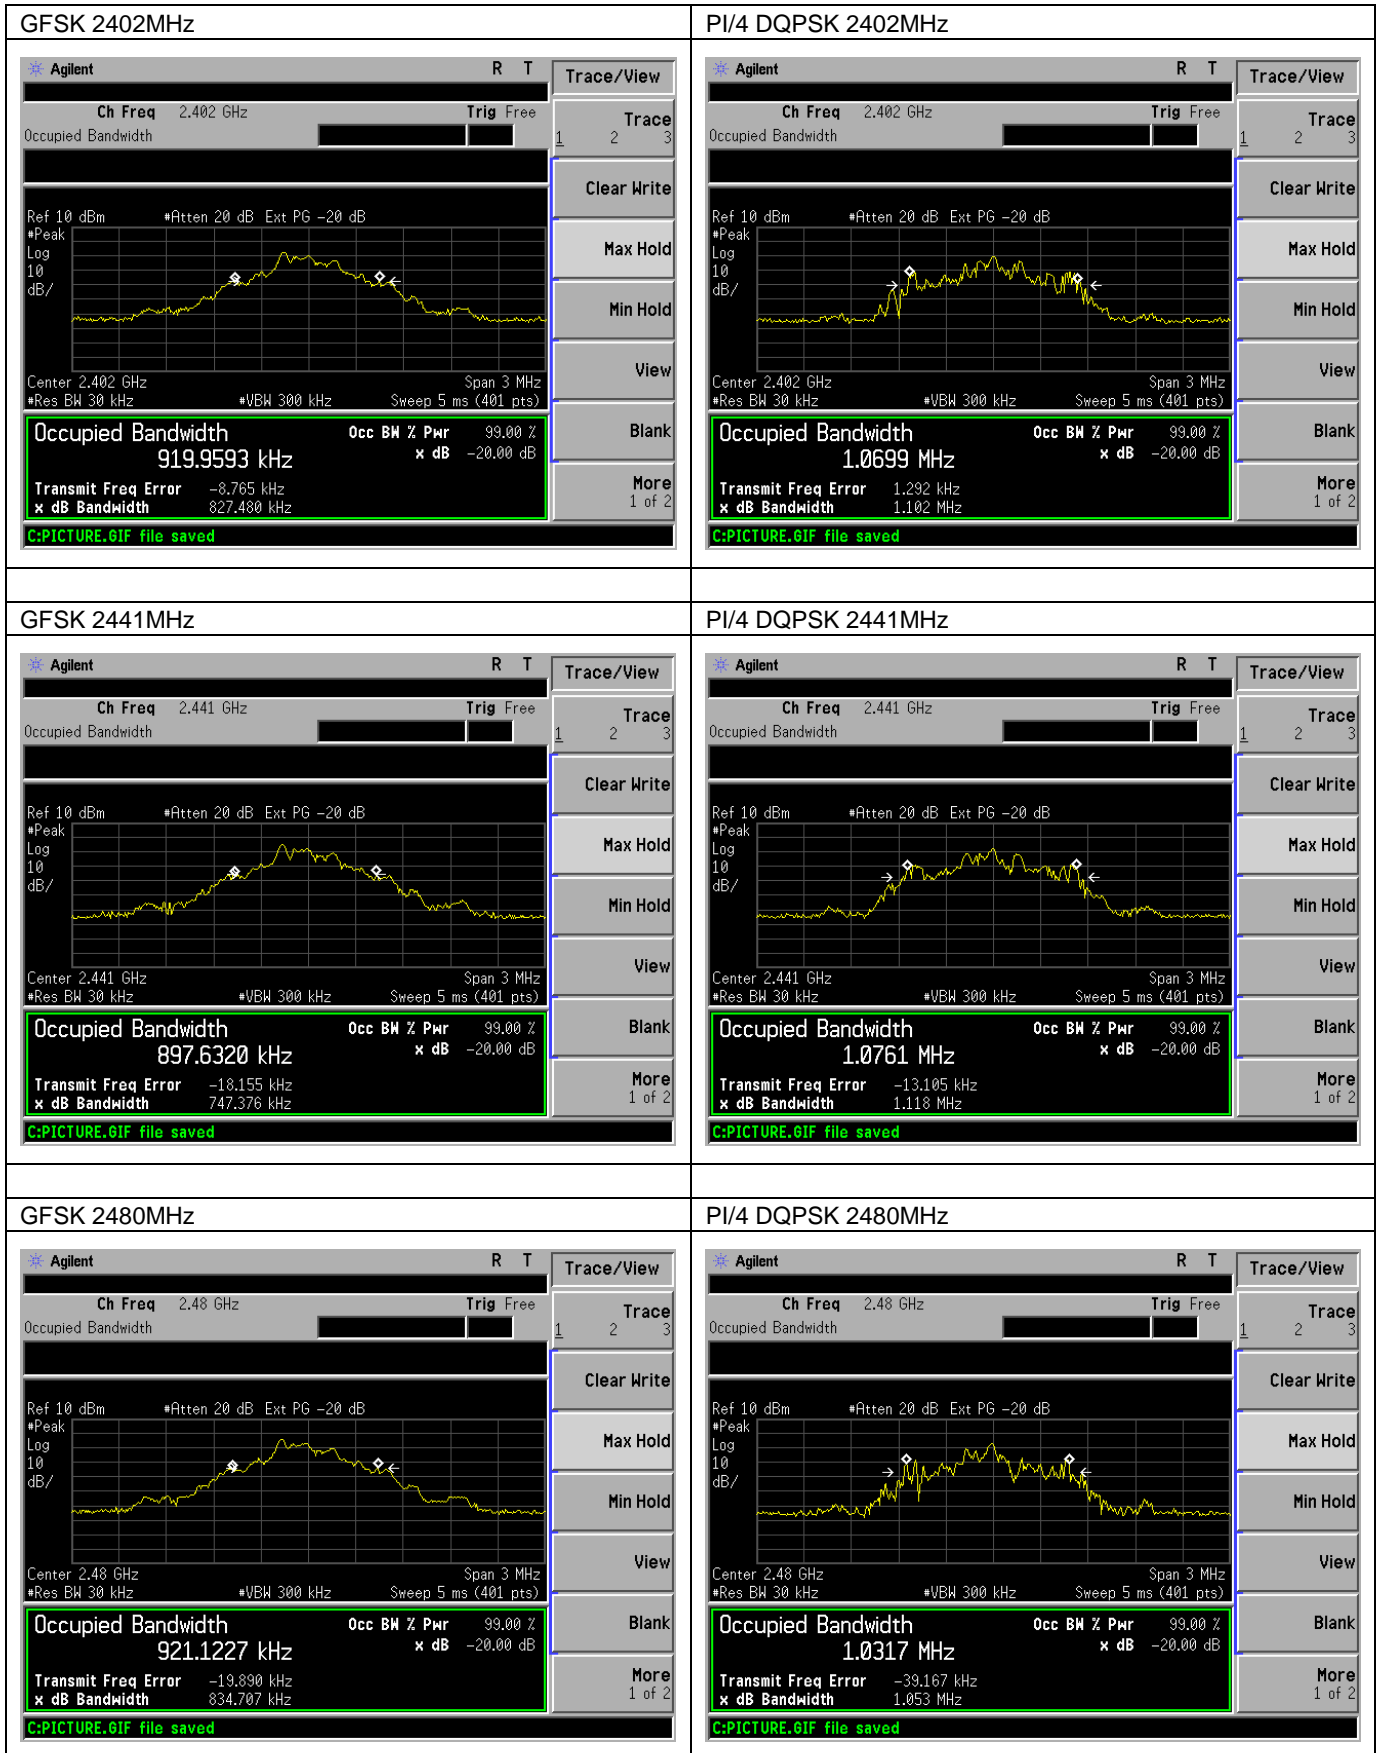 GFSK 2402MHz
PI/4 DQPSK 2402MHz
Agilent R T
Trace/View
Ch Freq 2.402 GHz Trig Free
Occupied Bandwidth
Trace
1 2 3
Clear Write
Ref 10 dBm #Atten 20 dB Ext PG -20 dB
#Peak
Log
10
dB/
Max Hold
Min Hold
View
Center 2.402 GHz Span 3 MHz
#Res BW 30 kHz #VBW 300 kHz Sweep 5 ms (401 pts)
Blank
Occupied Bandwidth Occ BW % Pwr 99.00 %
919.9593 kHz x dB -20.00 dB
Transmit Freq Error -8.765 kHz
x dB Bandwidth 827.480 kHz
More
1 of 2
C:PICTURE.GIF file saved
Agilent R T
Trace/View
Ch Freq 2.402 GHz Trig Free
Occupied Bandwidth
Trace
1 2 3
Clear Write
Ref 10 dBm #Atten 20 dB Ext PG -20 dB
#Peak
Log
10
dB/
Max Hold
Min Hold
View
Center 2.402 GHz Span 3 MHz
#Res BW 30 kHz #VBW 300 kHz Sweep 5 ms (401 pts)
Blank
Occupied Bandwidth Occ BW % Pwr 99.00 %
1.0699 MHz x dB -20.00 dB
Transmit Freq Error 1.292 kHz
x dB Bandwidth 1.102 MHz
More
1 of 2
C:PICTURE.GIF file saved
GFSK 2441MHz
PI/4 DQPSK 2441MHz
Agilent R T
Trace/View
Ch Freq 2.441 GHz Trig Free
Occupied Bandwidth
Trace
1 2 3
Clear Write
Ref 10 dBm #Atten 20 dB Ext PG -20 dB
#Peak
Log
10
dB/
Max Hold
Min Hold
View
Center 2.441 GHz Span 3 MHz
#Res BW 30 kHz #VBW 300 kHz Sweep 5 ms (401 pts)
Blank
Occupied Bandwidth Occ BW % Pwr 99.00 %
897.6320 kHz x dB -20.00 dB
Transmit Freq Error -18.155 kHz
x dB Bandwidth 747.376 kHz
More
1 of 2
C:PICTURE.GIF file saved
Agilent R T
Trace/View
Ch Freq 2.441 GHz Trig Free
Occupied Bandwidth
Trace
1 2 3
Clear Write
Ref 10 dBm #Atten 20 dB Ext PG -20 dB
#Peak
Log
10
dB/
Max Hold
Min Hold
View
Center 2.441 GHz Span 3 MHz
#Res BW 30 kHz #VBW 300 kHz Sweep 5 ms (401 pts)
Blank
Occupied Bandwidth Occ BW % Pwr 99.00 %
1.0761 MHz x dB -20.00 dB
Transmit Freq Error -13.105 kHz
x dB Bandwidth 1.118 MHz
More
1 of 2
C:PICTURE.GIF file saved
GFSK 2480MHz
PI/4 DQPSK 2480MHz
Agilent R T
Trace/View
Ch Freq 2.48 GHz Trig Free
Occupied Bandwidth
Trace
1 2 3
Clear Write
Ref 10 dBm #Atten 20 dB Ext PG -20 dB
#Peak
Log
10
dB/
Max Hold
Min Hold
View
Center 2.48 GHz Span 3 MHz
#Res BW 30 kHz #VBW 300 kHz Sweep 5 ms (401 pts)
Blank
Occupied Bandwidth Occ BW % Pwr 99.00 %
921.1227 kHz x dB -20.00 dB
Transmit Freq Error -19.890 kHz
x dB Bandwidth 834.707 kHz
More
1 of 2
C:PICTURE.GIF file saved
Agilent R T
Trace/View
Ch Freq 2.48 GHz Trig Free
Occupied Bandwidth
Trace
1 2 3
Clear Write
Ref 10 dBm #Atten 20 dB Ext PG -20 dB
#Peak
Log
10
dB/
Max Hold
Min Hold
View
Center 2.48 GHz Span 3 MHz
#Res BW 30 kHz #VBW 300 kHz Sweep 5 ms (401 pts)
Blank
Occupied Bandwidth Occ BW % Pwr 99.00 %
1.0317 MHz x dB -20.00 dB
Transmit Freq Error -39.167 kHz
x dB Bandwidth 1.053 MHz
More
1 of 2
C:PICTURE.GIF file saved